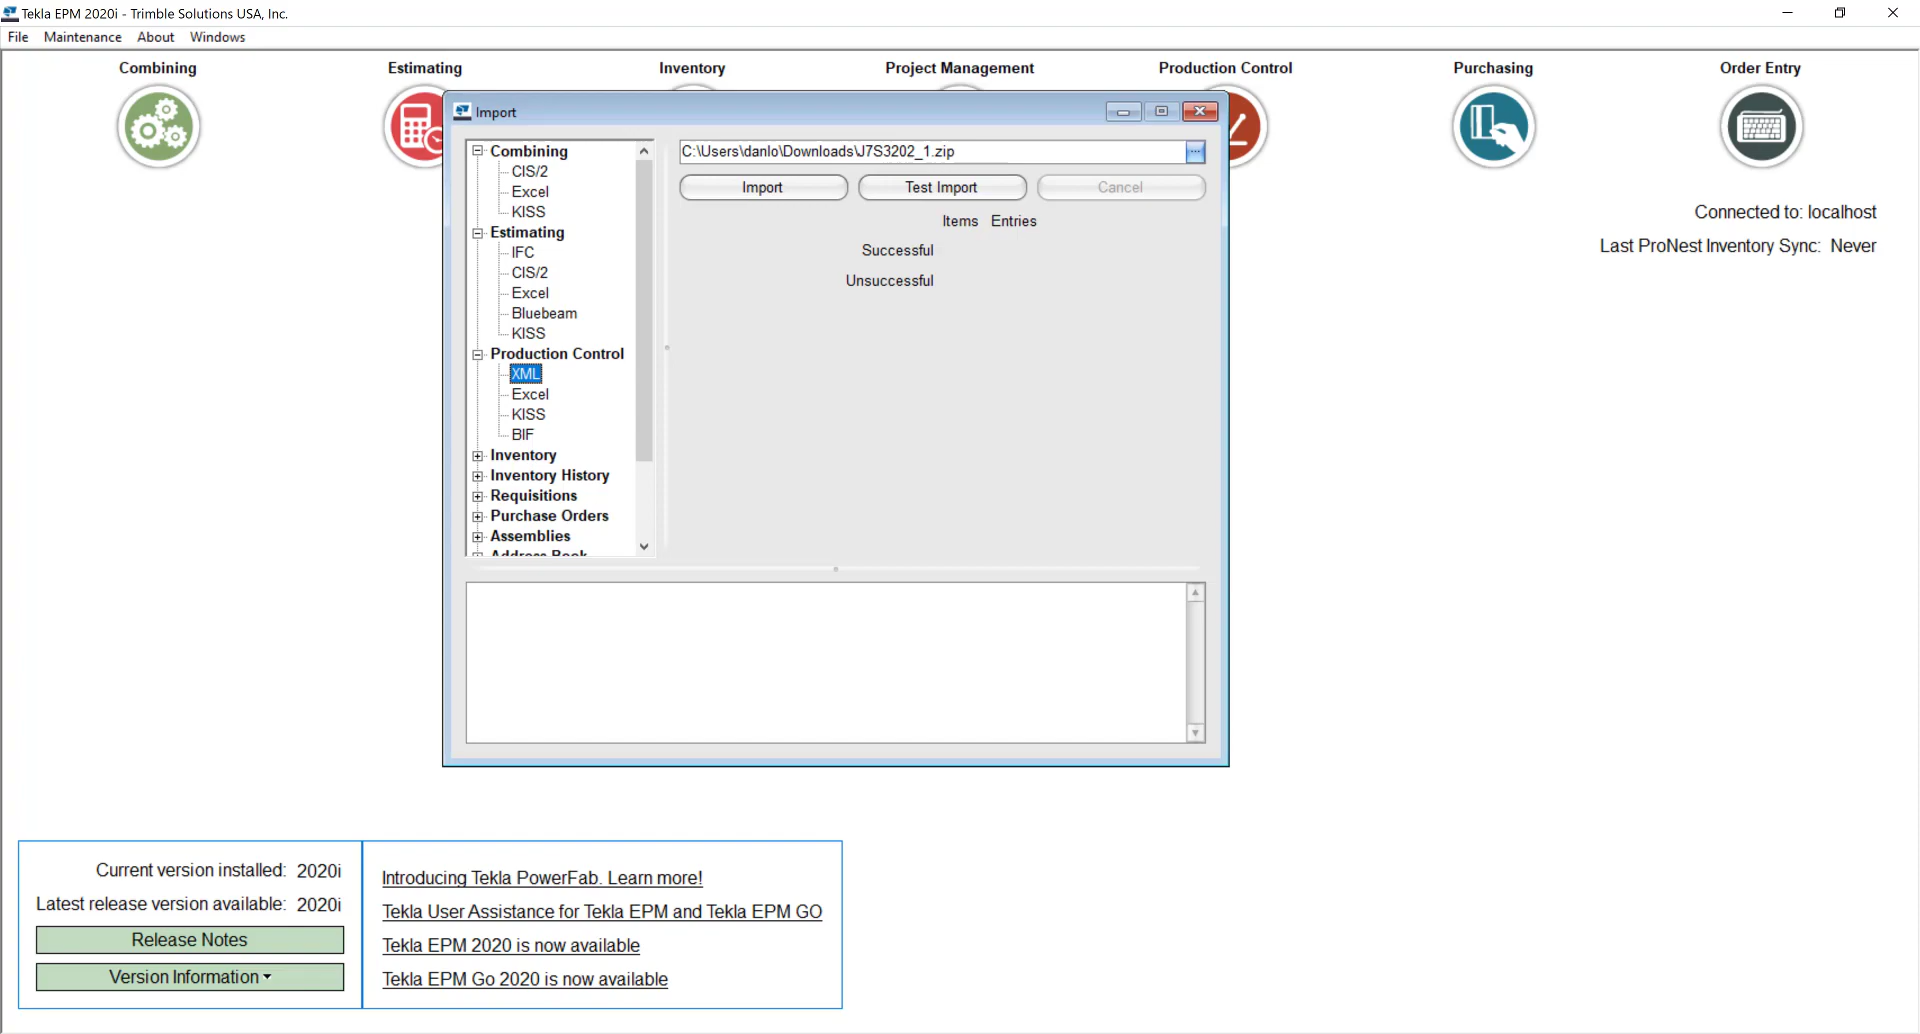 Tekla EPM 2020i - Trimble Solutions USA, Inc.
File Maintenance About Windows
Combining Estimating Inventory Project Management Production Control Purchasing Order Entry
Import
Combining
CIS/2
Excel
KISS
Estimating
IFC
CIS/2
Excel
Bluebeam
KISS
Production Control
XML
Excel
KISS
BIF
Inventory
Inventory History
Requisitions
Purchase Orders
Assemblies
Address Book
C:\Users\danlo\Downloads\J7S3202_1.zip
...
Import Test Import Cancel
Items Entries
Successful
Unsuccessful
Connected to: localhost
Last ProNest Inventory Sync: Never
Current version installed: 2020i
Latest release version available: 2020i
Release Notes
Version Information
Introducing Tekla PowerFab. Learn more!
Tekla User Assistance for Tekla EPM and Tekla EPM GO
Tekla EPM 2020 is now available
Tekla EPM Go 2020 is now available